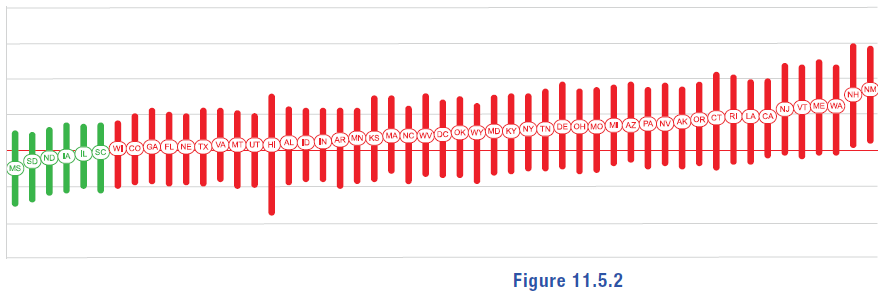 MS SD ND IA IL SC WI CO GA FL NE TX VA MT UT HI AL ID IN AR MN KS MA NC WV DC OK WY MD KY NY TN DE OH MO MI AZ PA NV AK OR CT RI LA CA NJ VT ME WA NH NM
Figure 11.5.2